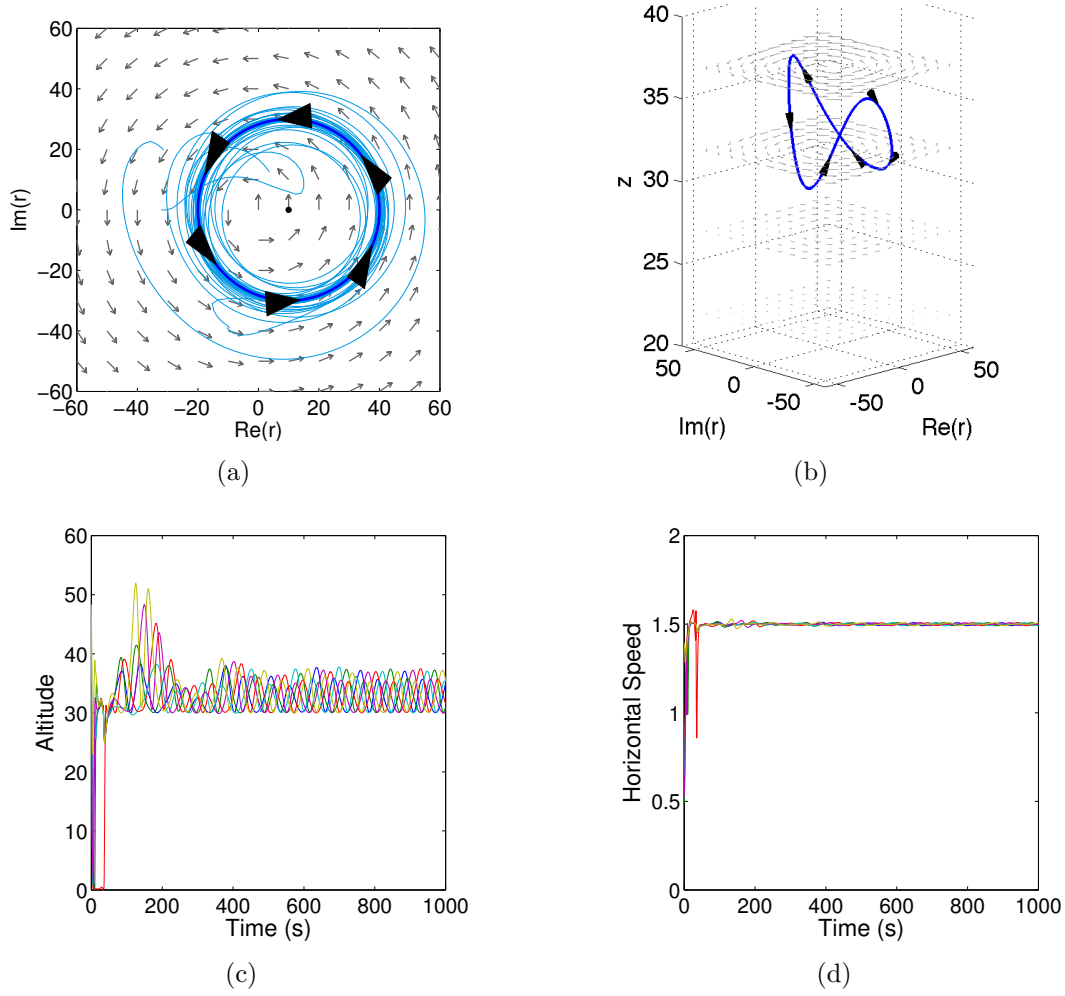 60
40
20
0
−20
−40
−60
Im(r)
−60 −40 −20 0 20 40 60
Re(r)
(a)
40
35
30
25
20
z
50 0 -50
-50 0 50
Im(r)
Re(r)
(b)
60
50
40
30
20
10
0
Altitude
0 200 400 600 800 1000
Time (s)
(c)
2
1.5
1
0.5
0
Horizontal Speed
0 200 400 600 800 1000
Time (s)
(d)